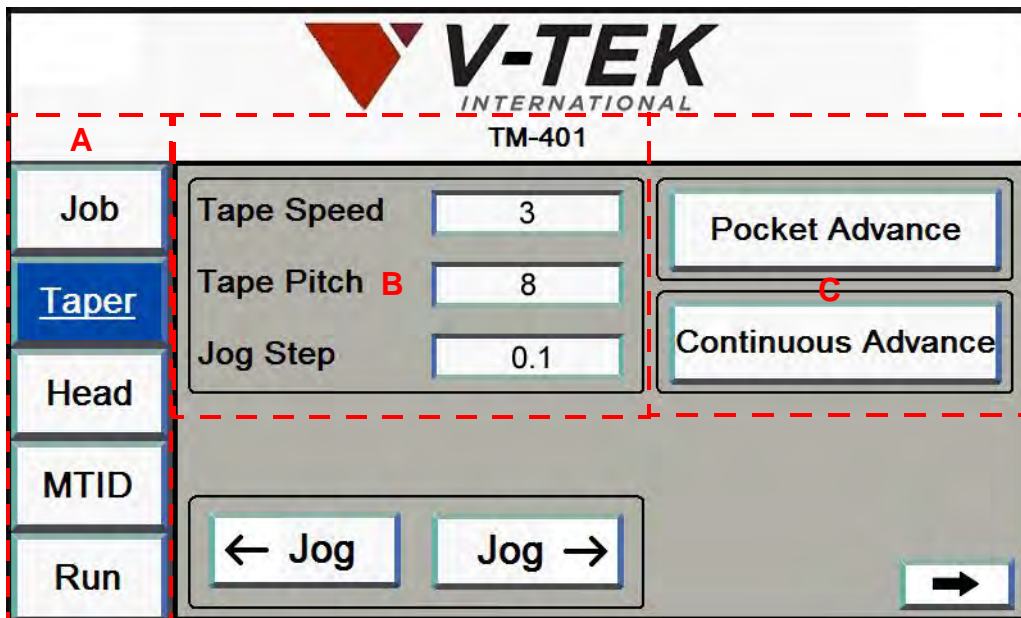 V-TEK
INTERNATIONAL
TM-401
A
Job
Taper
Head
MTID
Run
Tape Speed 3
Tape Pitch B 8
Jog Step 0.1
Pocket Advance
C
Continuous Advance
← Jog
Jog →